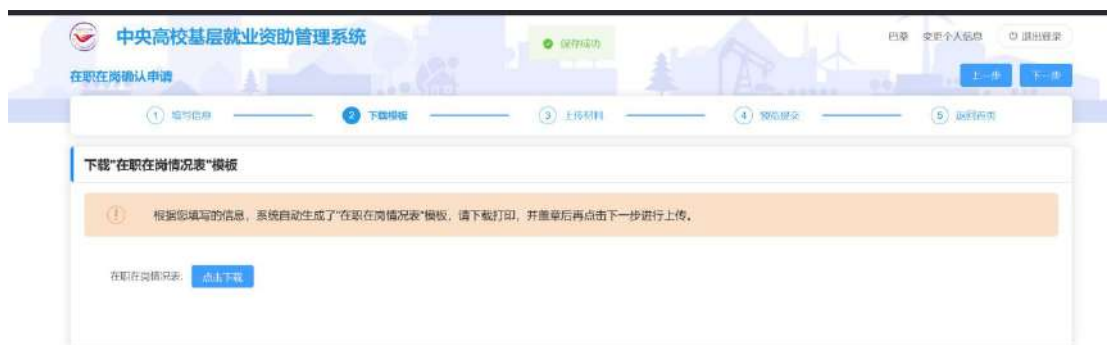 中央高校基层就业资助管理系统
保存成功
变更个人信息
退出登录
在职在岗确认申请
上一步
下一步
1 填写信息
2 下载模板
3 上传材料
4 预览提交
5 返回首页
下载"在职在岗情况表"模板
根据您填写的信息，系统自动生成了"在职在岗情况表"模板，请下载打印，并盖章后再点击下一步进行上传。
在职在岗情况表: 点击下载